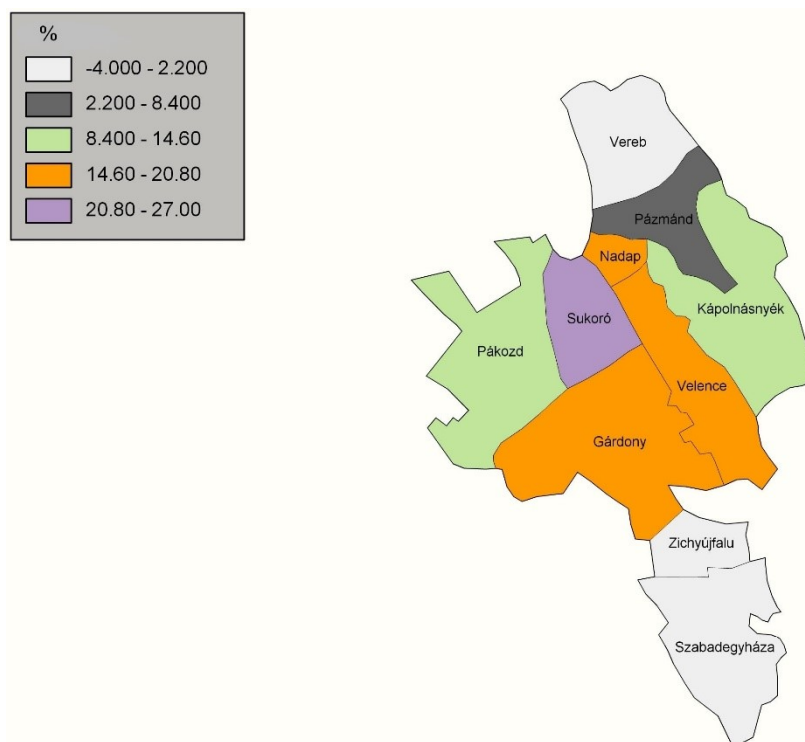 %
-4.000 - 2.200
2.200 - 8.400
8.400 - 14.60
14.60 - 20.80
20.80 - 27.00
Vereb
Pázmánd
Nadap
Kápolnásnyék
Sukoró
Pákozd
Velence
Gárdony
Zichyújfalu
Szabadegyháza